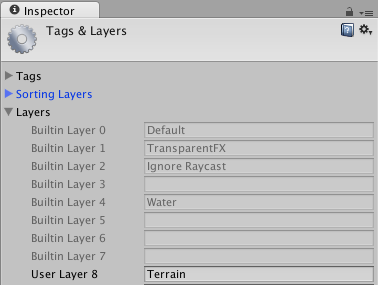 Inspector
Tags & Layers
Tags
Sorting Layers
Layers
Builtin Layer 0 Default
Builtin Layer 1 TransparentFX
Builtin Layer 2 Ignore Raycast
Builtin Layer 3
Builtin Layer 4 Water
Builtin Layer 5
Builtin Layer 6
Builtin Layer 7
User Layer 8 Terrain